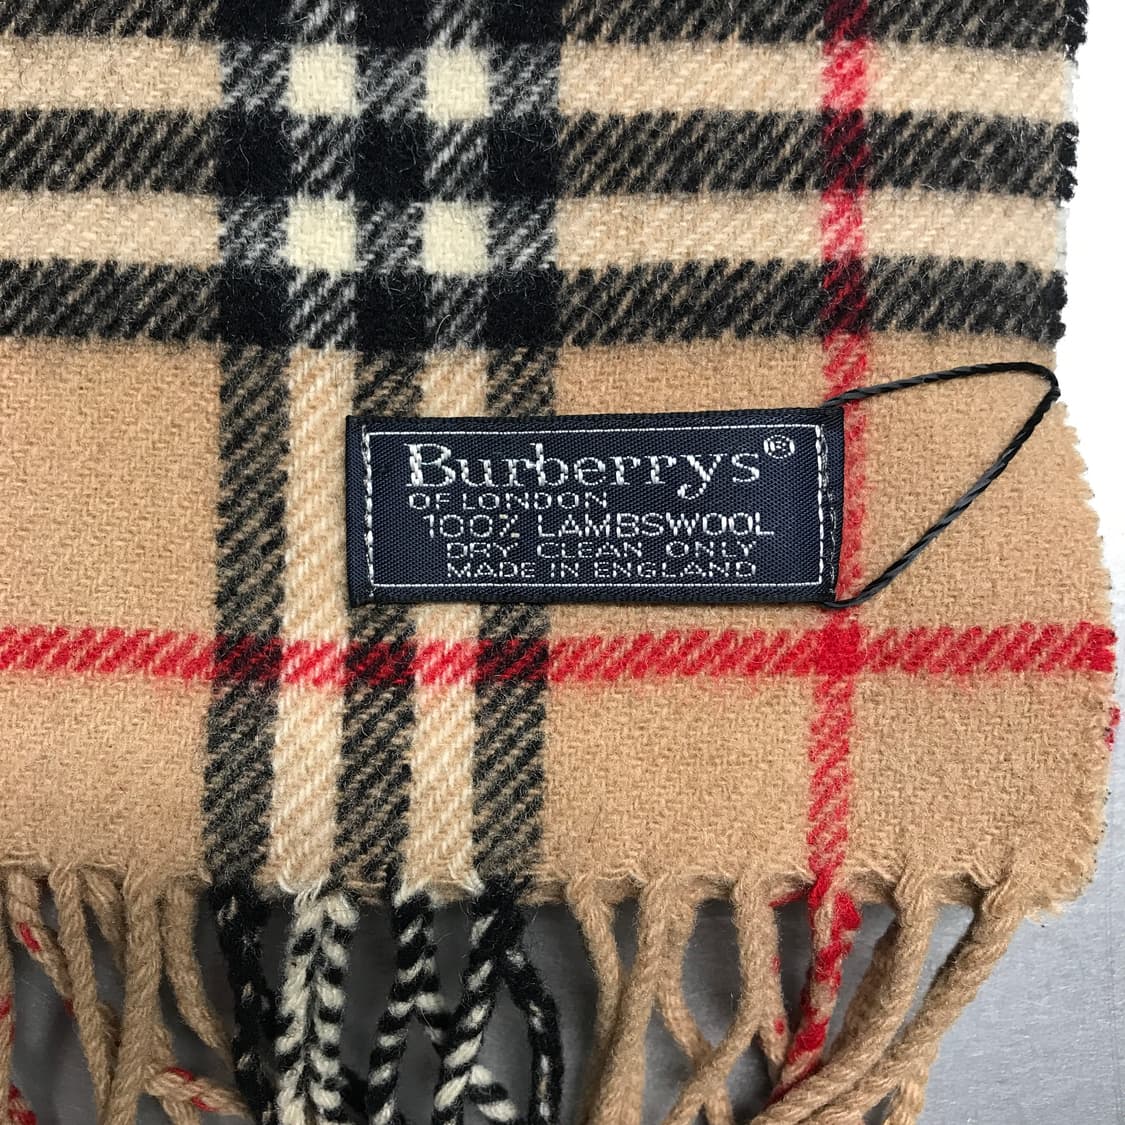 Burberrys®
OF LONDON
100% LAMBSWOOL
DRY CLEAN ONLY
MADE IN ENGLAND